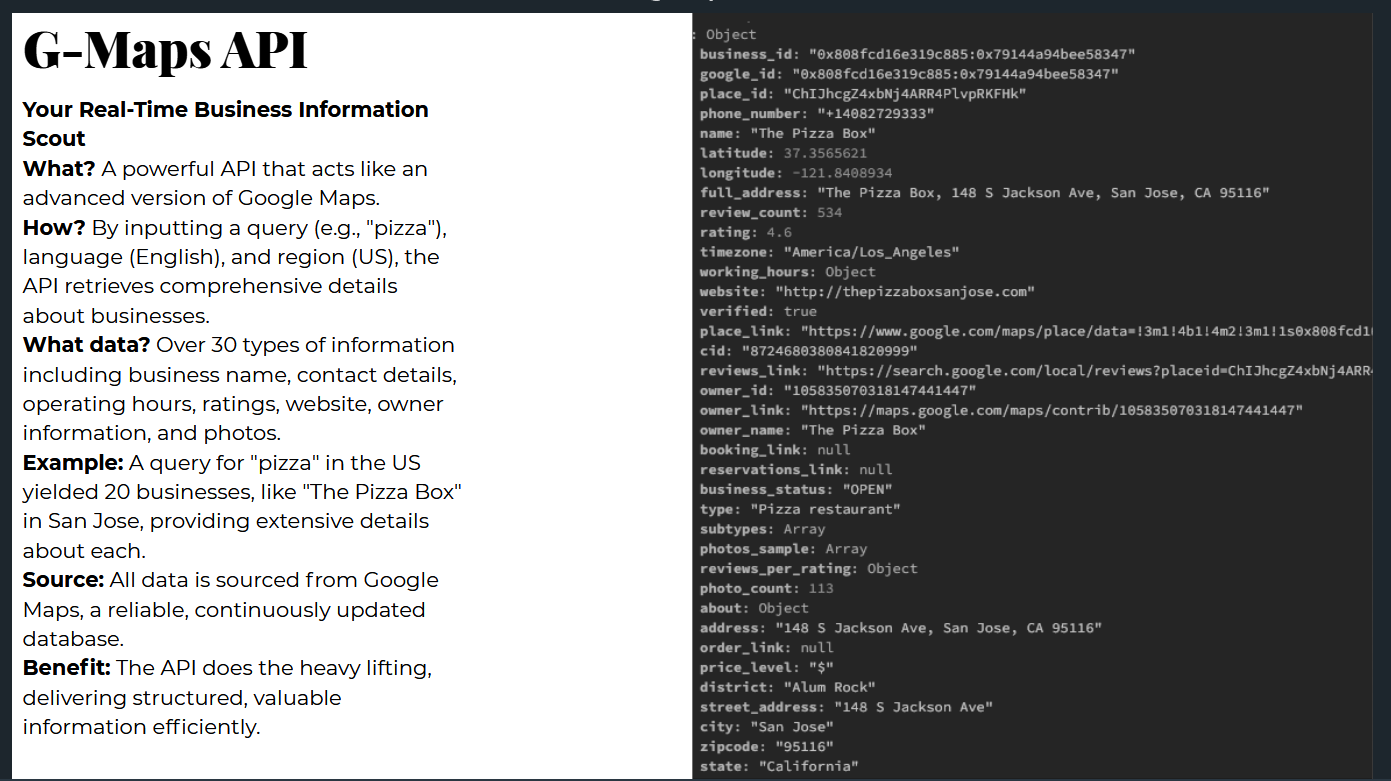 G-Maps API
Your Real-Time Business Information
Scout
What? A powerful API that acts like an
advanced version of Google Maps.
How? By inputting a query (e.g., "pizza"),
language (English), and region (US), the
API retrieves comprehensive details
about businesses.
What data? Over 30 types of information
including business name, contact details,
operating hours, ratings, website, owner
information, and photos.
Example: A query for "pizza" in the US
yielded 20 businesses, like "The Pizza Box"
in San Jose, providing extensive details
about each.
Source: All data is sourced from Google
Maps, a reliable, continuously updated
database.
Benefit: The API does the heavy lifting,
delivering structured, valuable
information efficiently.
: Object
business_id: "0x808fcd16e319c885:0x79144a94bee58347"
google_id: "0x808fcd16e319c885:0x79144a94bee58347"
place_id: "ChIJhcgZ4xbNj4ARR4PlvpRKFHk"
phone_number: "+14082729333"
name: "The Pizza Box"
latitude: 37.3565621
longitude: -121.8408934
full_address: "The Pizza Box, 148 S Jackson Ave, San Jose, CA 95116"
review_count: 534
rating: 4.6
timezone: "America/Los_Angeles"
working_hours: Object
website: "http://thepizzaboxsanjose.com"
verified: true
place_link: "https://www.google.com/maps/place/data=!3m1!4b1!4m2!3m1!1s0x808fcd1
cid: "8724680380841820999"
reviews_link: "https://search.google.com/local/reviews?placeid=ChIJhcgZ4xbNj4ARR
owner_id: "105835070318147441447"
owner_link: "https://maps.google.com/maps/contrib/105835070318147441447"
owner_name: "The Pizza Box"
booking_link: null
reservations_link: null
business_status: "OPEN"
type: "Pizza restaurant"
subtypes: Array
photos_sample: Array
reviews_per_rating: Object
photo_count: 113
about: Object
address: "148 S Jackson Ave, San Jose, CA 95116"
order_link: null
price_level: "$"
district: "Alum Rock"
street_address: "148 S Jackson Ave"
city: "San Jose"
zipcode: "95116"
state: "California"